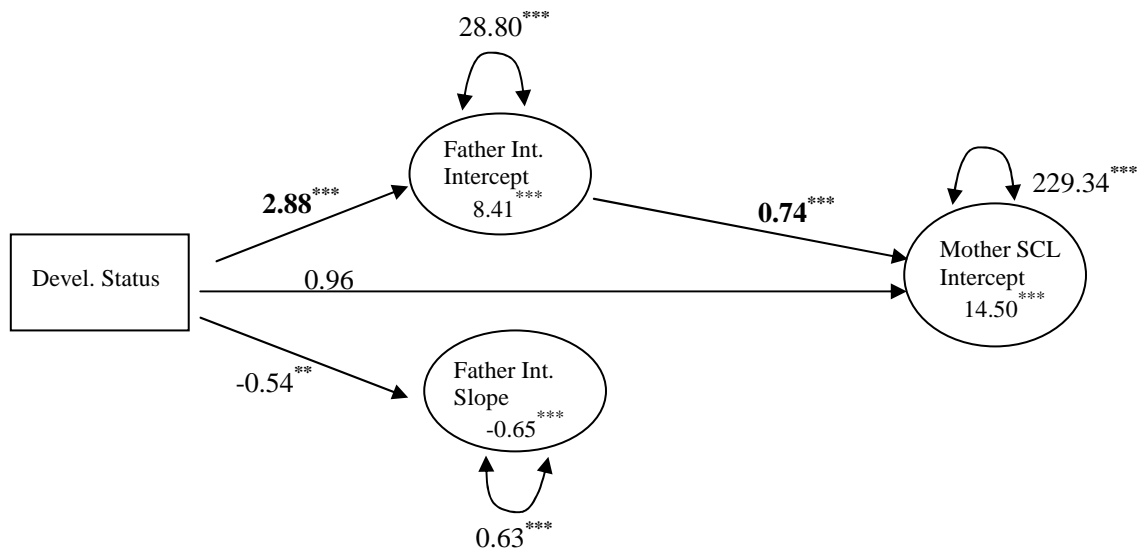 28.80***
Father Int.
Intercept
8.41***
2.88***
0.74***
229.34***
Mother SCL
Intercept
14.50***
Devel. Status
0.96
-0.54**
Father Int.
Slope
-0.65***
0.63***